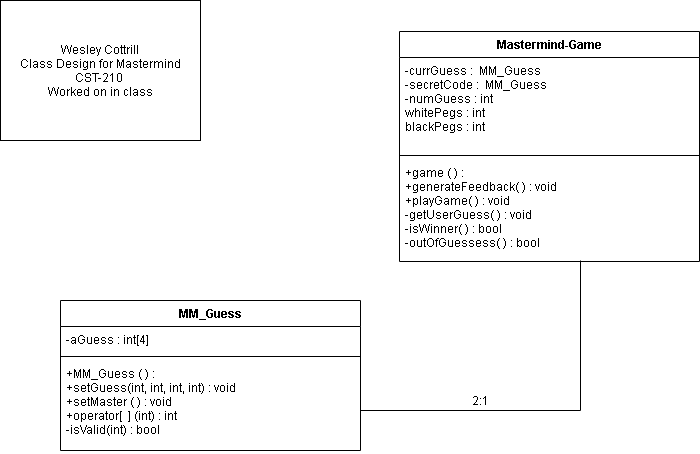 Wesley Cottrill
Class Design for Mastermind
CST-210
Worked on in class
Mastermind-Game
-currGuess : MM_Guess
-secretCode : MM_Guess
-numGuess : int
whitePegs : int
blackPegs : int
+game ( ) :
+generateFeedback( ) : void
+playGame( ) : void
-getUserGuess( ) : void
-isWinner( ) : bool
-outOfGuessess( ) : bool
MM_Guess
-aGuess : int[4]
+MM_Guess ( ) :
+setGuess(int, int, int, int) : void
+setMaster ( ) : void
+operator[ ] (int) : int
-isValid(int) : bool
2:1